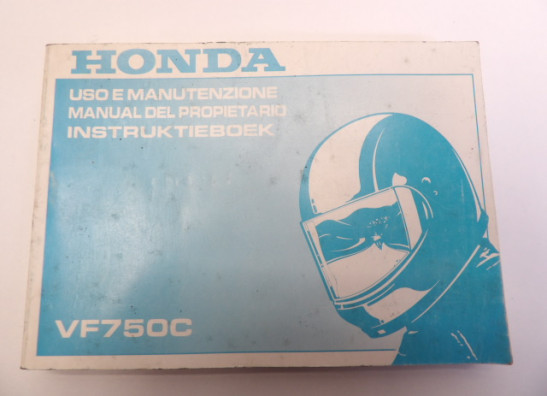 HONDA
USO E MANUTENZIONE
MANUAL DEL PROPIETARIO
INSTRUKTIEBOEK
VF750C